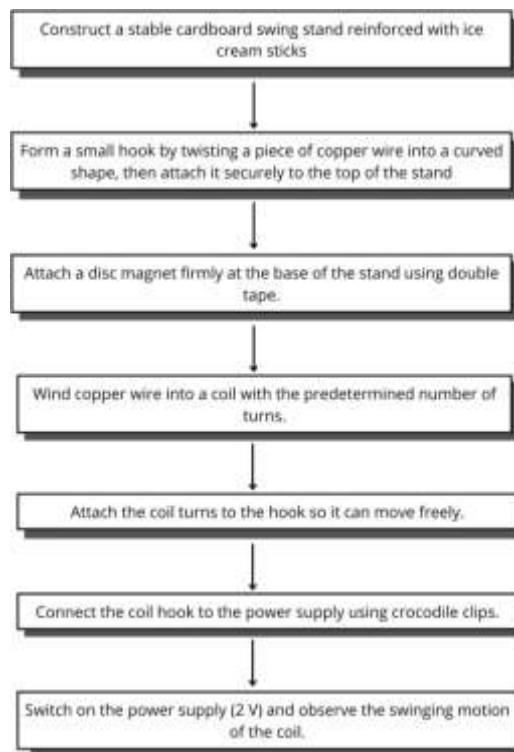 Construct a stable cardboard swing stand reinforced with ice
cream sticks
Form a small hook by twisting a piece of copper wire into a curved
shape, then attach it securely to the top of the stand
Attach a disc magnet firmly at the base of the stand using double
tape.
Wind copper wire into a coil with the predetermined number of
turns.
Attach the coil turns to the hook so it can move freely.
Connect the coil hook to the power supply using crocodile clips.
Switch on the power supply (2 V) and observe the swinging motion
of the coil.